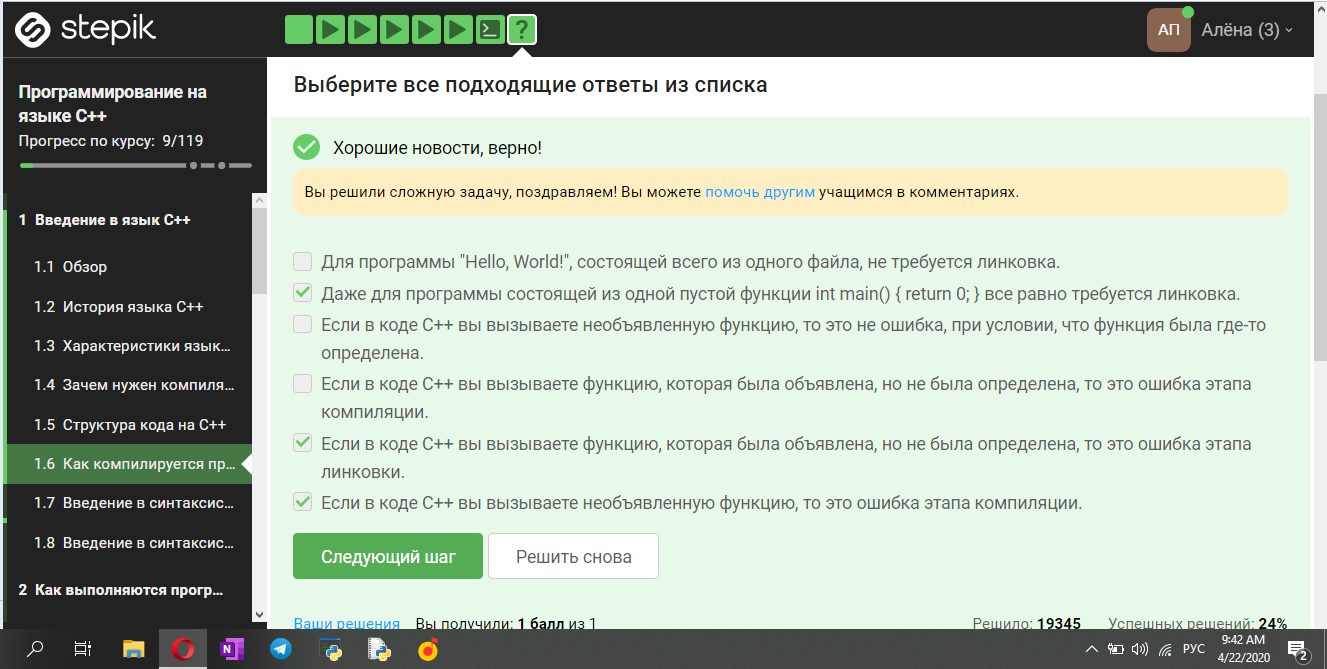 stepik
?
АП
Алёна (3)
Программирование на
языке C++
Прогресс по курсу: 9/119
1 Введение в язык C++
1.1 Обзор
1.2 История языка C++
1.3 Характеристики язык...
1.4 Зачем нужен компиля...
1.5 Структура кода на C++
1.6 Как компилируется пр...
1.7 Введение в синтаксис...
1.8 Введение в синтаксис...
2 Как выполняются прогр...
Выберите все подходящие ответы из списка
Хорошие новости, верно!
Вы решили сложную задачу, поздравляем! Вы можете помочь другим учащимся в комментариях.
Для программы "Hello, World!", состоящей всего из одного файла, не требуется линковка.
Даже для программы состоящей из одной пустой функции int main() { return 0; } все равно требуется линковка.
Если в коде C++ вы вызываете необъявленную функцию, то это не ошибка, при условии, что функция была где-то
определена.
Если в коде C++ вы вызываете функцию, которая была объявлена, но не была определена, то это ошибка этапа
компиляции.
Если в коде C++ вы вызываете функцию, которая была объявлена, но не была определена, то это ошибка этапа
линковки.
Если в коде C++ вы вызываете необъявленную функцию, то это ошибка этапа компиляции.
Следующий шаг
Решить снова
Ваши решения Вы получили: 1 балл из 1
Решило: 19345 Успешных решений: 24%
N
РУС
9:42 AM
4/22/2020
2